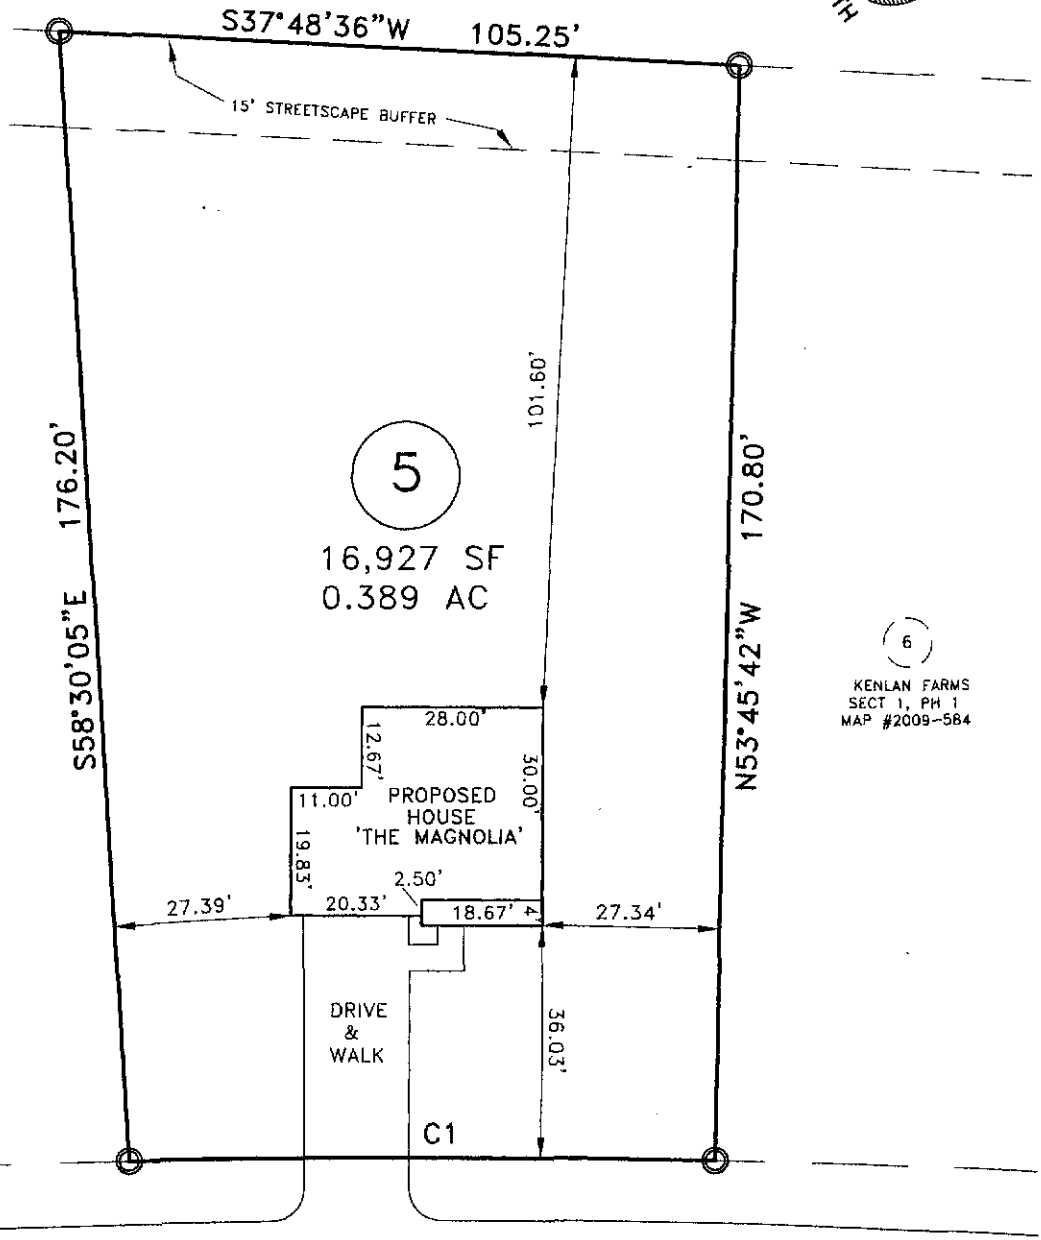 TH
S37°48'36"W 105.25'
15' STREETSCAPE BUFFER
101.60'
176.20'
S58°30'05"E
170.80'
N53°45'42"W
5
16,927 SF
0.389 AC
6
KENLAN FARMS
SECT 1, PH 1
MAP #2009-584
28.00'
12.67'
30.00'
11.00'
PROPOSED
HOUSE
'THE MAGNOLIA'
19.83'
2.50'
20.33'
18.67'
4'
27.39'
27.34'
DRIVE
&
WALK
36.03'
C1